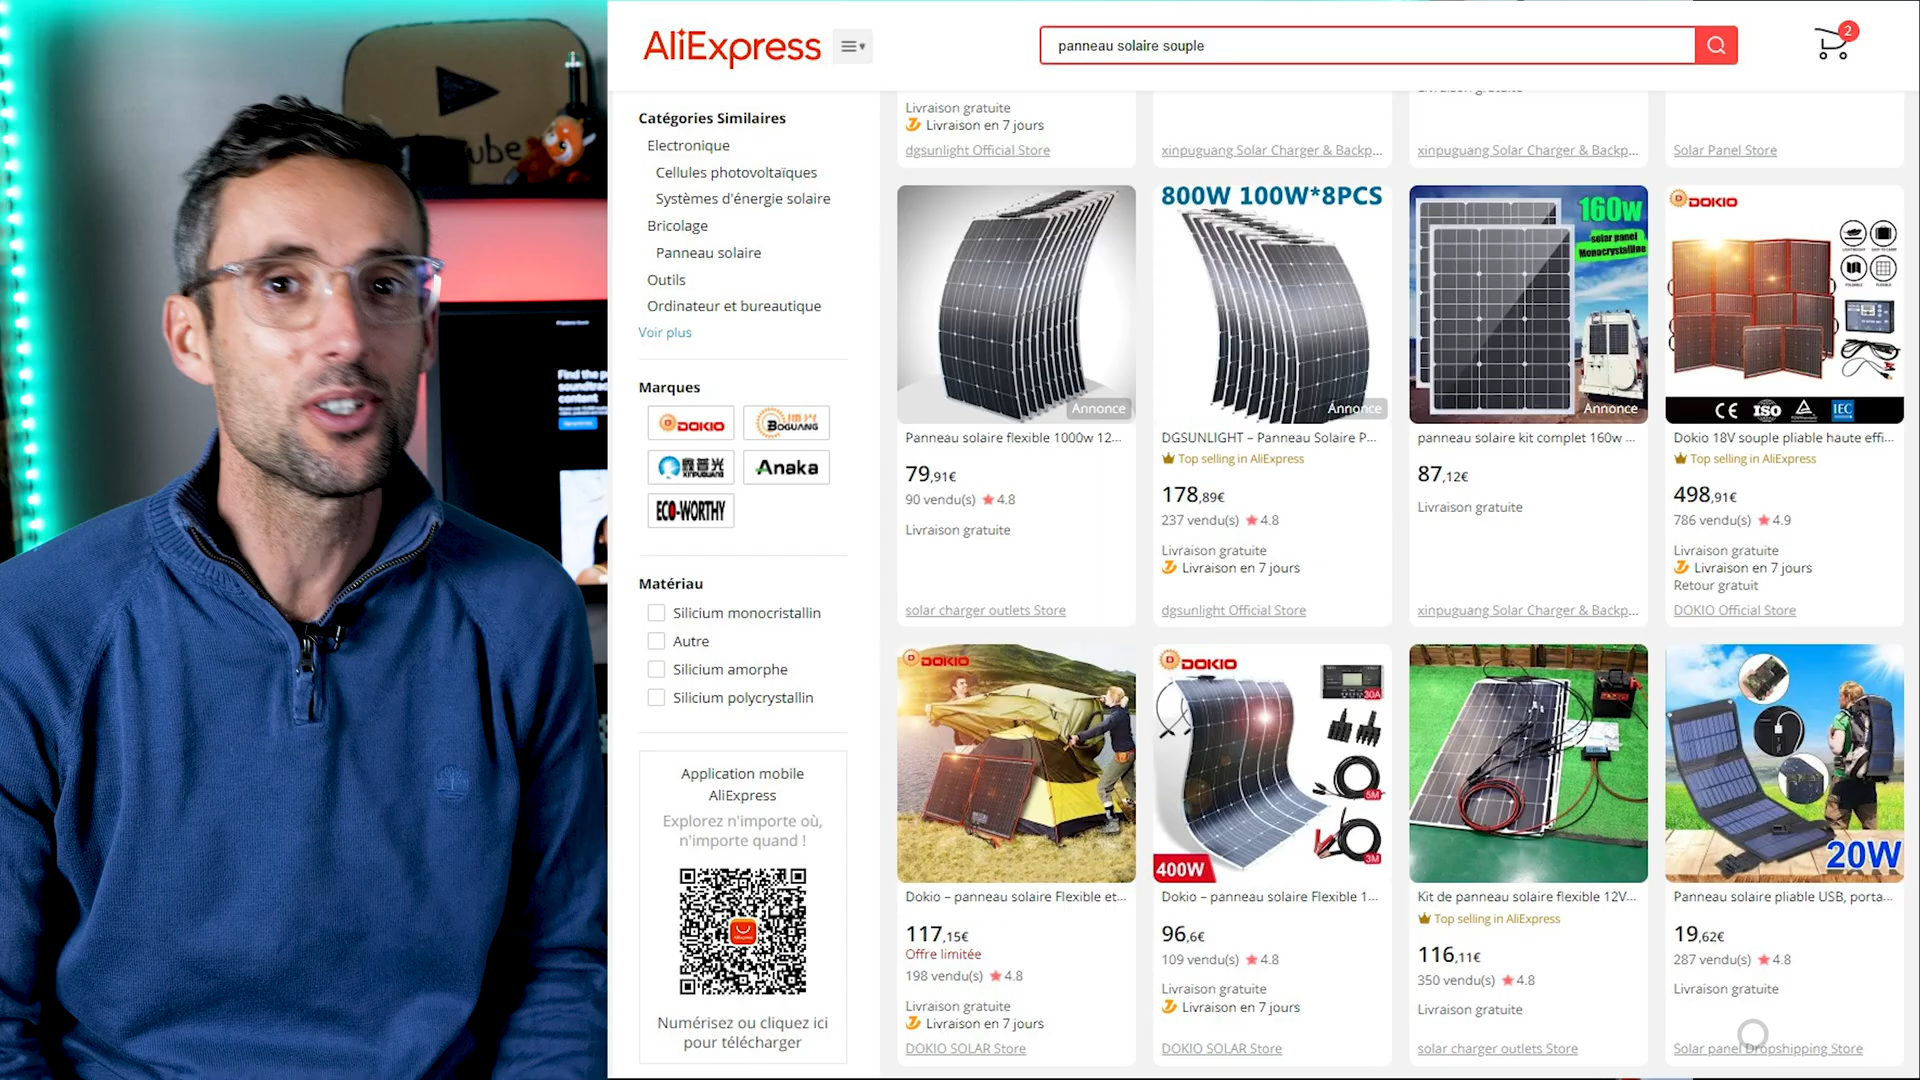 AliExpress
panneau solaire souple
2
Catégories Similaires
Electronique
Cellules photovoltaïques
Systèmes d'énergie solaire
Bricolage
Panneau solaire
Outils
Ordinateur et bureautique
Voir plus
Marques
DOKIO
BOGUANG
Anaka
ECO-WORTHY
Matériau
Silicium monocristallin
Autre
Silicium amorphe
Silicium polycrystallin
Application mobile
AliExpress
Explorez n'importe où,
n'importe quand !
Numérisez ou cliquez ici
pour télécharger
Livraison gratuite
Livraison en 7 jours
dgsunlight Official Store
xinpuguang Solar Charger & Backp...
xinpuguang Solar Charger & Backp...
Solar Panel Store
Annonce
Panneau solaire flexible 1000w 12...
79,91€
90 vendu(s) 4.8
Livraison gratuite
solar charger outlets Store
800W 100W*8PCS
Annonce
DGSUNLIGHT – Panneau Solaire P...
Top selling in AliExpress
178,89€
237 vendu(s) 4.8
Livraison gratuite
Livraison en 7 jours
dgsunlight Official Store
160w
solar panel
Monocrystalline
Annonce
panneau solaire kit complet 160w ...
87,12€
Livraison gratuite
xinpuguang Solar Charger & Backp...
DOKIO
CE ISO IEC
Dokio 18V souple pliable haute effi...
Top selling in AliExpress
498,91€
786 vendu(s) 4.9
Livraison gratuite
Livraison en 7 jours
Retour gratuit
DOKIO Official Store
DOKIO
Dokio – panneau solaire Flexible et...
117,15€
Offre limitée
198 vendu(s) 4.8
Livraison gratuite
Livraison en 7 jours
DOKIO SOLAR Store
DOKIO
30A
5M
3M
400W
Dokio – panneau solaire Flexible 1...
96,6€
109 vendu(s) 4.8
Livraison gratuite
Livraison en 7 jours
DOKIO SOLAR Store
Kit de panneau solaire flexible 12V...
Top selling in AliExpress
116,11€
350 vendu(s) 4.8
Livraison gratuite
solar charger outlets Store
20W
Panneau solaire pliable USB, porta...
19,62€
287 vendu(s) 4.8
Livraison gratuite
Solar panel Dropshipping Store
Find the p
soundtrac
content